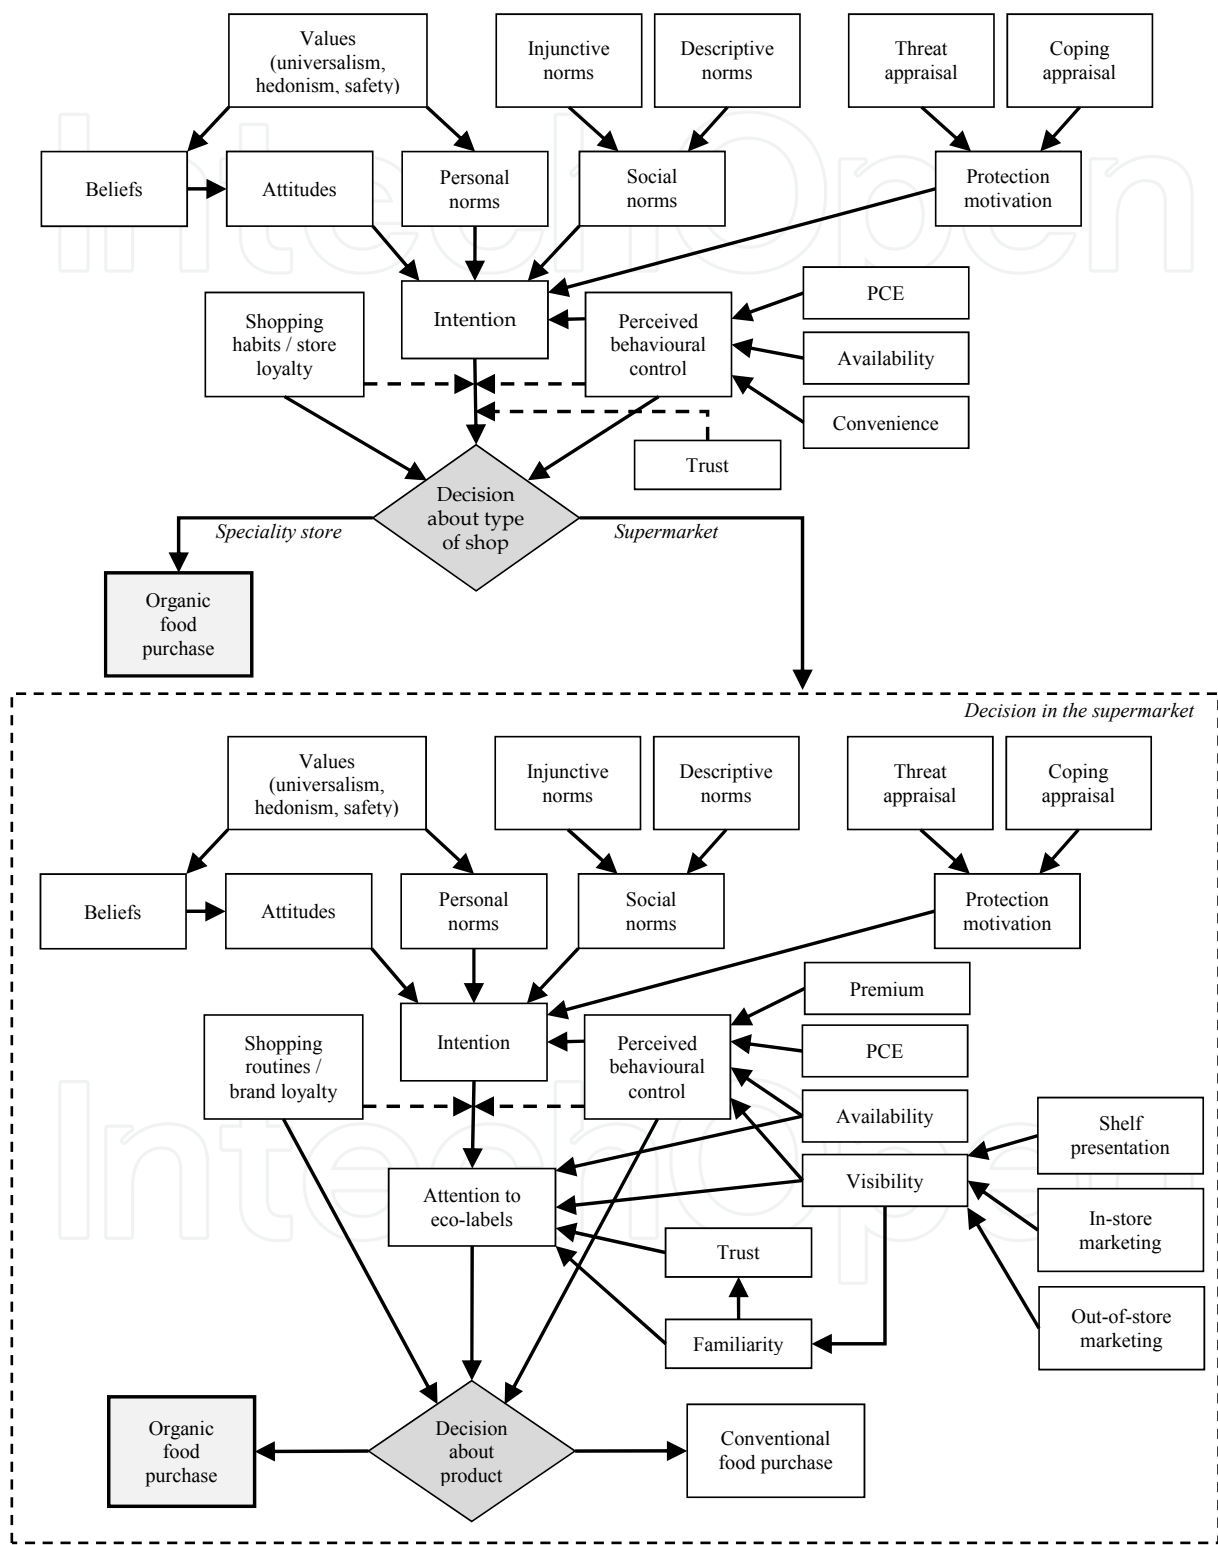 Values
(universalism,
hedonism, safety)
Injunctive
norms
Descriptive
norms
Threat
appraisal
Coping
appraisal
Beliefs
Attitudes
Personal
norms
Social
norms
Protection
motivation
Shopping
habits / store
loyalty
Intention
Perceived
behavioural
control
PCE
Availability
Convenience
Trust
Decision
about type
of shop
Speciality store
Supermarket
Organic
food
purchase
Decision in the supermarket
Values
(universalism,
hedonism, safety)
Injunctive
norms
Descriptive
norms
Threat
appraisal
Coping
appraisal
Beliefs
Attitudes
Personal
norms
Social
norms
Protection
motivation
Shopping
routines /
brand loyalty
Intention
Perceived
behavioural
control
Premium
PCE
Availability
Visibility
Shelf
presentation
In-store
marketing
Out-of-store
marketing
Attention to
eco-labels
Trust
Familiarity
Organic
food
purchase
Decision
about
product
Conventional
food purchase
IntechOpen
IntechOpen